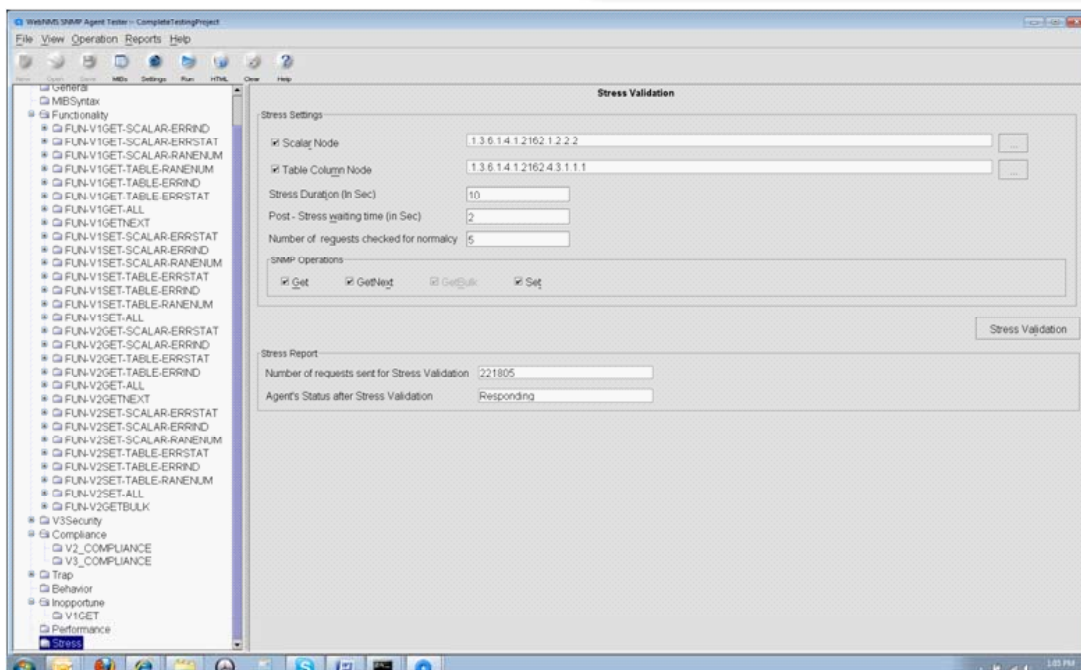 WebNMS SNMP Agent Tester :- CompleteTestingProject
File View Operation Reports Help
New Open Save MIBs Settings Run HTML Clear Help
General
MIBSyntax
Functionality
FUN-V1GET-SCALAR-ERRIND
FUN-V1GET-SCALAR-ERRSTAT
FUN-V1GET-SCALAR-RANENUM
FUN-V1GET-TABLE-RANENUM
FUN-V1GET-TABLE-ERRIND
FUN-V1GET-TABLE-ERRSTAT
FUN-V1GET-ALL
FUN-V1GETNEXT
FUN-V1SET-SCALAR-ERRSTAT
FUN-V1SET-SCALAR-ERRIND
FUN-V1SET-SCALAR-RANENUM
FUN-V1SET-TABLE-ERRSTAT
FUN-V1SET-TABLE-ERRIND
FUN-V1SET-TABLE-RANENUM
FUN-V1SET-ALL
FUN-V2GET-SCALAR-ERRSTAT
FUN-V2GET-SCALAR-ERRIND
FUN-V2GET-TABLE-ERRSTAT
FUN-V2GET-TABLE-ERRIND
FUN-V2GET-ALL
FUN-V2GETNEXT
FUN-V2SET-SCALAR-ERRSTAT
FUN-V2SET-SCALAR-ERRIND
FUN-V2SET-SCALAR-RANENUM
FUN-V2SET-TABLE-ERRSTAT
FUN-V2SET-TABLE-ERRIND
FUN-V2SET-TABLE-RANENUM
FUN-V2SET-ALL
FUN-V2GETBULK
V3Security
Compliance
V2_COMPLIANCE
V3_COMPLIANCE
Trap
Behavior
Inopportune
V1GET
Performance
Stress
Stress Validation
Stress Settings
Scalar Node 1.3.6.1.4.1.2162.1.2.2.2 ...
Table Column Node 1.3.6.1.4.1.2162.4.3.1.1.1 ...
Stress Duration (In Sec) 10
Post - Stress waiting time (in Sec) 2
Number of requests checked for normalcy 5
SNMP Operations
Get GetNext GetBulk Set
Stress Validation
Stress Report
Number of requests sent for Stress Validation 221805
Agent's Status after Stress Validation Responding